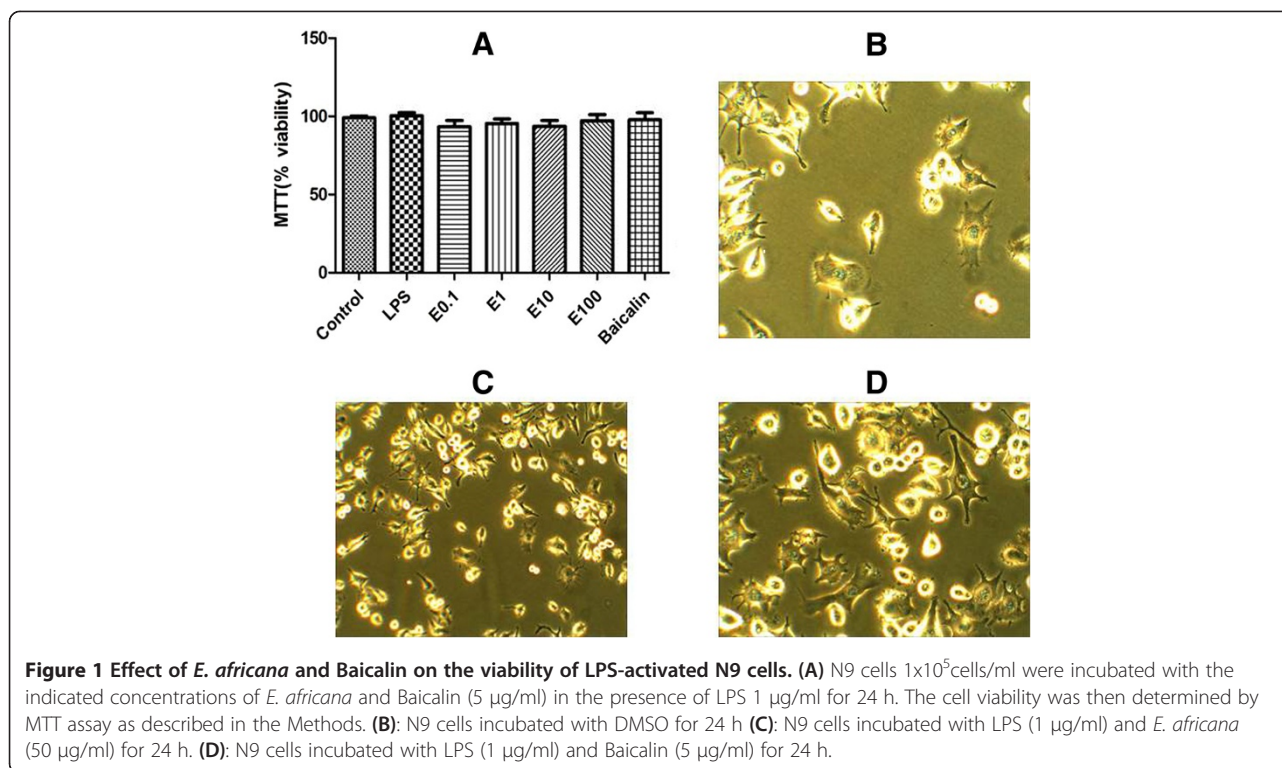 A
B
150
100
50
0
MTT(% viability)
Control
LPS
E0.1
E1
E10
E100
Baicalin
C
D
Figure 1 Effect of E. africana and Baicalin on the viability of LPS-activated N9 cells. (A) N9 cells 1x10⁵cells/ml were incubated with the
indicated concentrations of E. africana and Baicalin (5 μg/ml) in the presence of LPS 1 μg/ml for 24 h. The cell viability was then determined by
MTT assay as described in the Methods. (B): N9 cells incubated with DMSO for 24 h (C): N9 cells incubated with LPS (1 μg/ml) and E. africana
(50 μg/ml) for 24 h. (D): N9 cells incubated with LPS (1 μg/ml) and Baicalin (5 μg/ml) for 24 h.